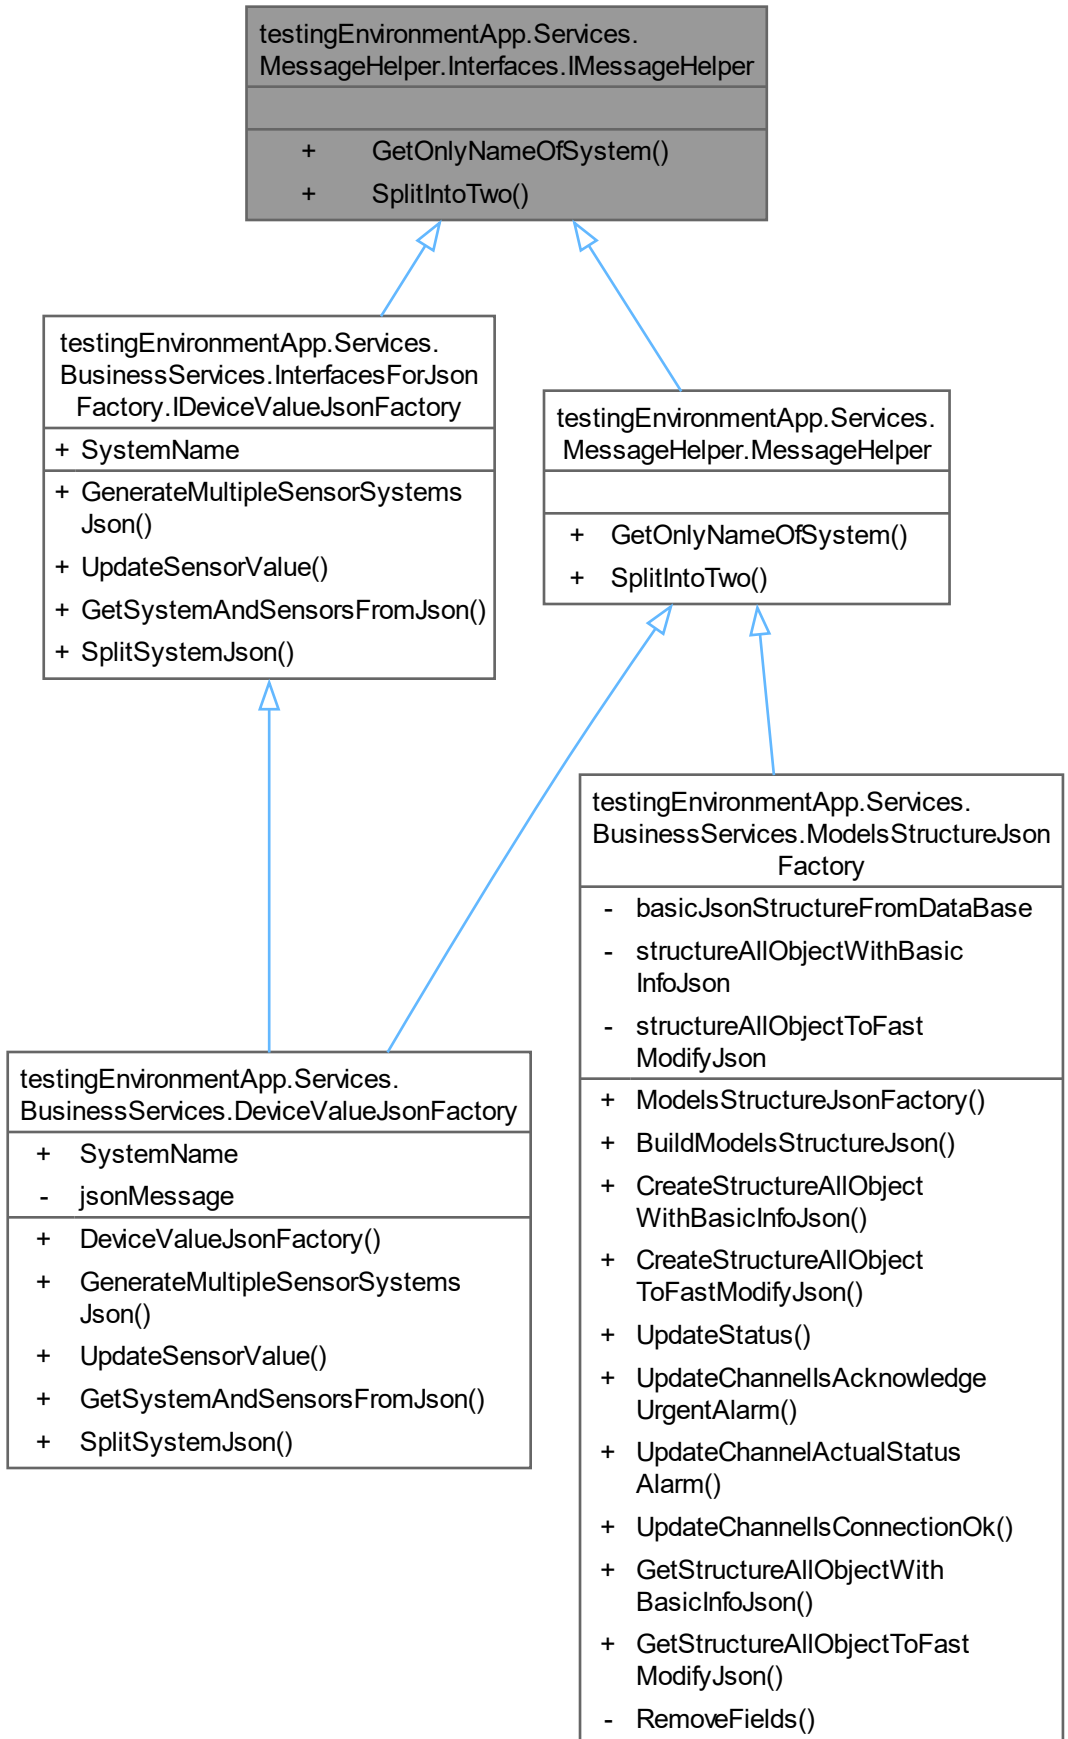 testingEnvironmentApp.Services.
MessageHelper.Interfaces.IMessageHelper
+ GetOnlyNameOfSystem()
+ SplitIntoTwo()
testingEnvironmentApp.Services.
BusinessServices.InterfacesForJson
Factory.IDeviceValueJsonFactory
+ SystemName
+ GenerateMultipleSensorSystems
Json()
+ UpdateSensorValue()
+ GetSystemAndSensorsFromJson()
+ SplitSystemJson()
testingEnvironmentApp.Services.
MessageHelper.MessageHelper
+ GetOnlyNameOfSystem()
+ SplitIntoTwo()
testingEnvironmentApp.Services.
BusinessServices.ModelsStructureJson
Factory
- basicJsonStructureFromDataBase
- structureAllObjectWithBasic
InfoJson
- structureAllObjectToFast
ModifyJson
+ ModelsStructureJsonFactory()
+ BuildModelsStructureJson()
+ CreateStructureAllObject
WithBasicInfoJson()
+ CreateStructureAllObject
ToFastModifyJson()
+ UpdateStatus()
+ UpdateChannelIsAcknowledge
UrgentAlarm()
+ UpdateChannelActualStatus
Alarm()
+ UpdateChannelIsConnectionOk()
+ GetStructureAllObjectWith
BasicInfoJson()
+ GetStructureAllObjectToFast
ModifyJson()
- RemoveFields()
testingEnvironmentApp.Services.
BusinessServices.DeviceValueJsonFactory
+ SystemName
- jsonMessage
+ DeviceValueJsonFactory()
+ GenerateMultipleSensorSystems
Json()
+ UpdateSensorValue()
+ GetSystemAndSensorsFromJson()
+ SplitSystemJson()